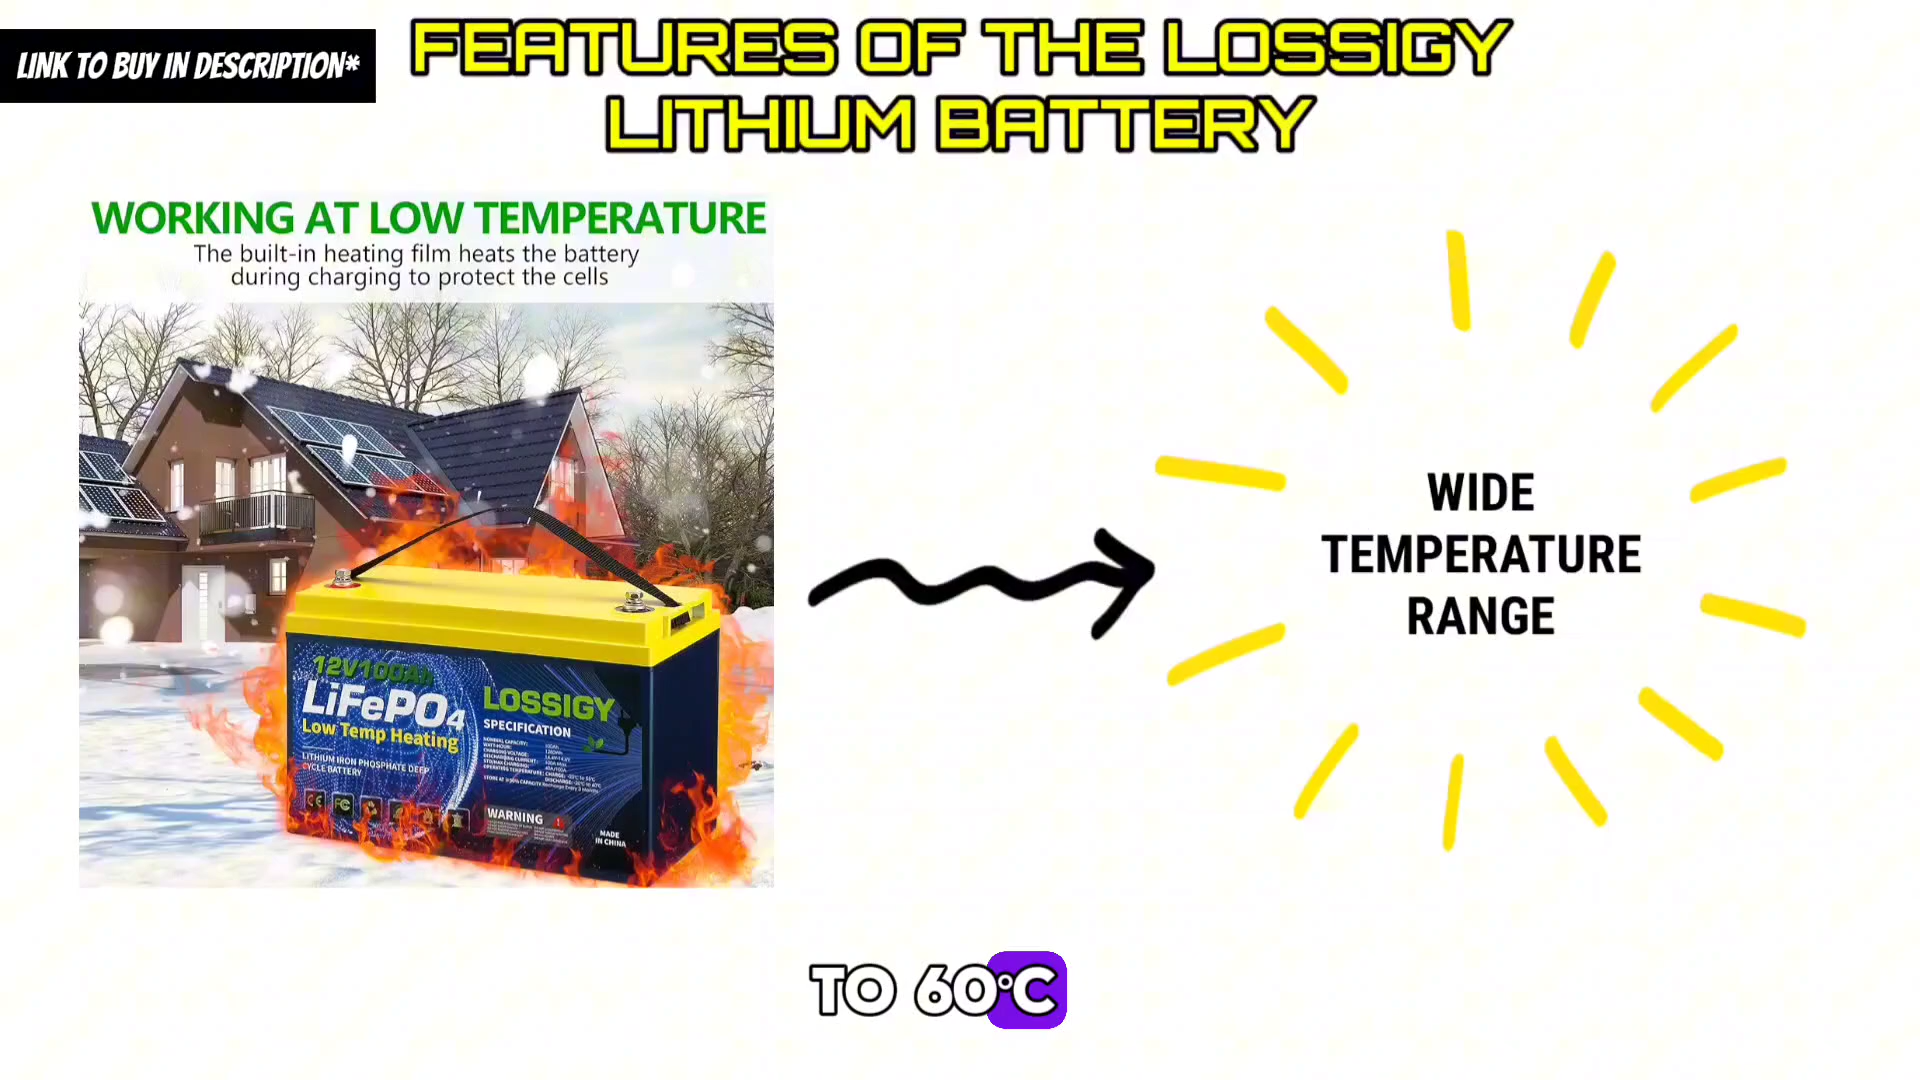 LINK TO BUY IN DESCRIPTION*
FEATURES OF THE LOSSIGY
LITHIUM BATTERY
WORKING AT LOW TEMPERATURE
The built-in heating film heats the battery
during charging to protect the cells
WIDE
TEMPERATURE
RANGE
12V100Ah
LiFePO4
Low Temp Heating
LITHIUM IRON PHOSPHATE DEEP
CYCLE BATTERY
LOSSIGY
SPECIFICATION
WARNING
MADE
IN CHINA
TO 60°C